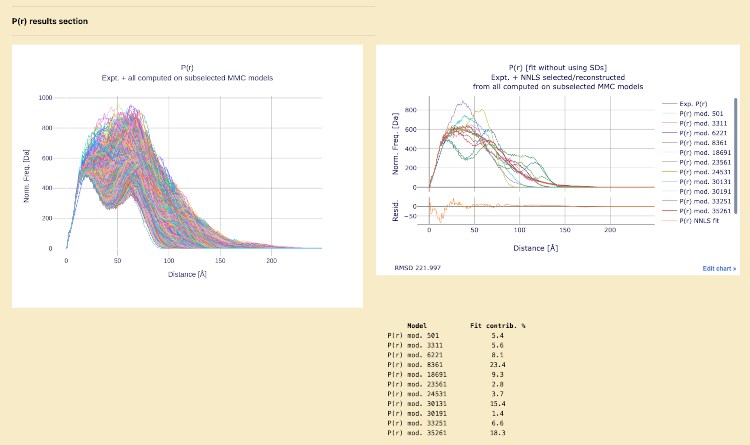 P(r) results section
P(r)
Expt. + all computed on subselected MMC models
1000
800
600
400
200
0
Norm. Freq. [Da]
0 50 100 150 200
Distance [Å]
P(r) [fit without using SDs]
Expt. + NNLS selected/reconstructed
from all computed on subselected MMC models
800
600
400
200
0
Norm. Freq. [Da]
0
−50
Resid.
0 50 100 150 200
Distance [Å]
Exp. P(r)
P(r) mod. 501
P(r) mod. 3311
P(r) mod. 6221
P(r) mod. 8361
P(r) mod. 18691
P(r) mod. 23561
P(r) mod. 24531
P(r) mod. 30131
P(r) mod. 30191
P(r) mod. 33251
P(r) mod. 35261
P(r) NNLS fit
RMSD 221.997
Edit chart »
Model Fit contrib. %
P(r) mod. 501 5.4
P(r) mod. 3311 5.6
P(r) mod. 6221 8.1
P(r) mod. 8361 23.4
P(r) mod. 18691 9.3
P(r) mod. 23561 2.8
P(r) mod. 24531 3.7
P(r) mod. 30131 15.4
P(r) mod. 30191 1.4
P(r) mod. 33251 6.6
P(r) mod. 35261 18.3